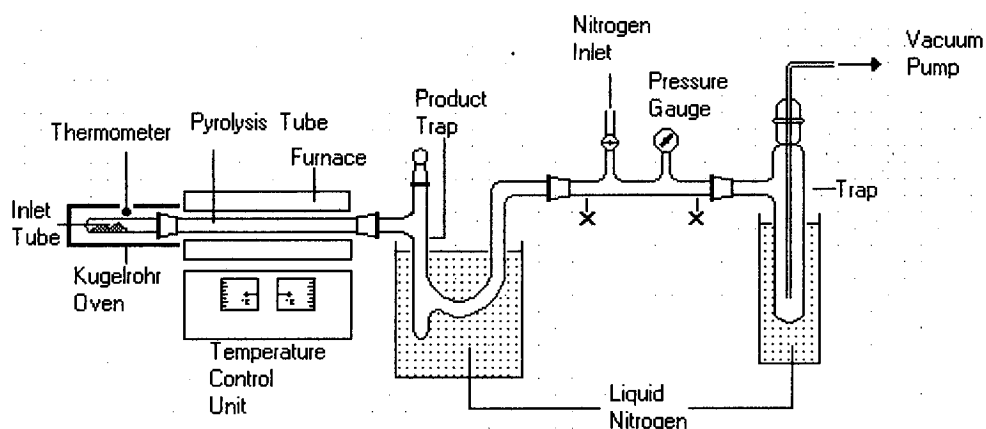 Nitrogen
Inlet
Vacuum
Pump
Pressure
Gauge
Product
Trap
Pyrolysis Tube
Thermometer
Furnace
Trap
Inlet
Tube
Kugelrohr
Oven
Temperature
Control
Unit
Liquid
Nitrogen